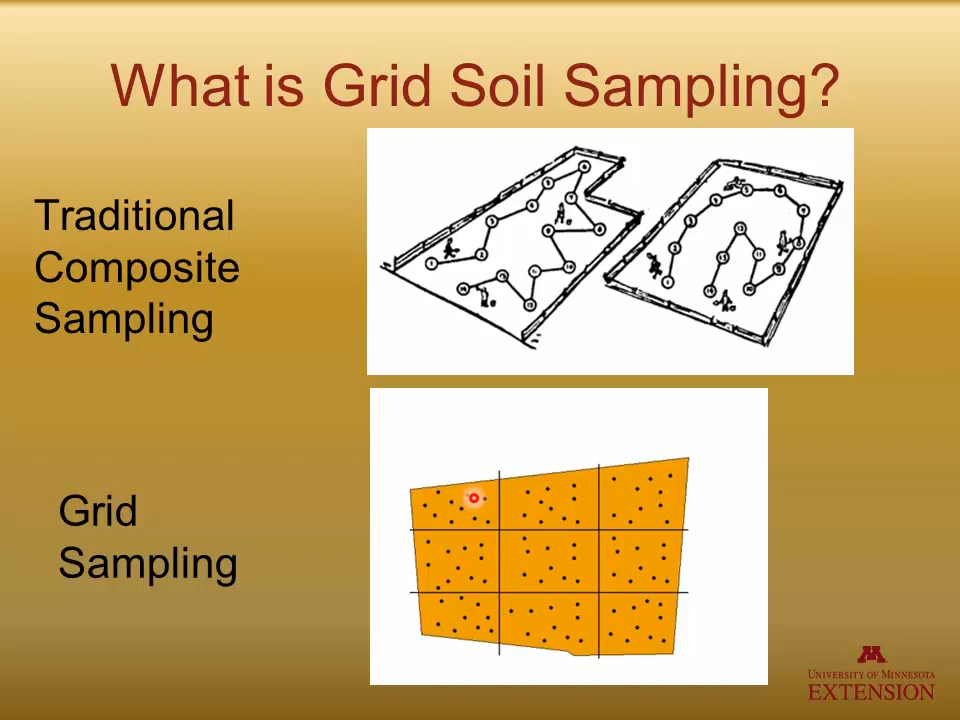 What is Grid Soil Sampling?
Traditional
Composite
Sampling
Grid
Sampling
UNIVERSITY OF MINNESOTA
EXTENSION